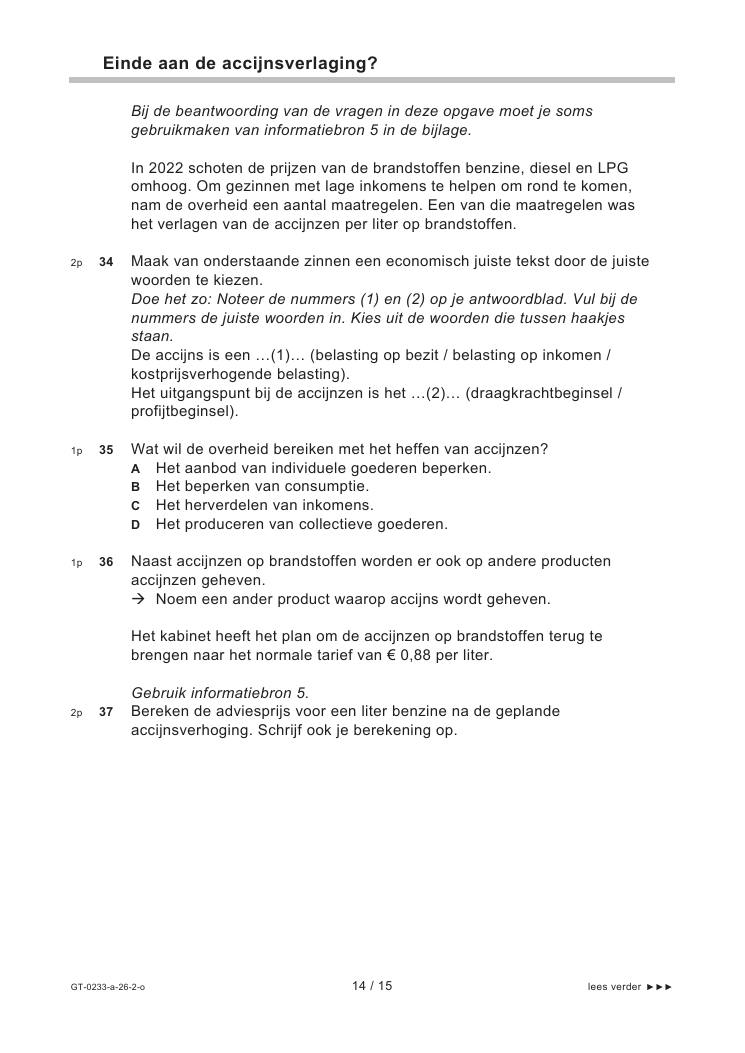 Einde aan de accijnsverlaging?
Bij de beantwoording van de vragen in deze opgave moet je soms
gebruikmaken van informatiebron 5 in de bijlage.
In 2022 schoten de prijzen van de brandstoffen benzine, diesel en LPG
omhoog. Om gezinnen met lage inkomens te helpen om rond te komen,
nam de overheid een aantal maatregelen. Een van die maatregelen was
het verlagen van de accijnzen per liter op brandstoffen.
2p 34 Maak van onderstaande zinnen een economisch juiste tekst door de juiste
woorden te kiezen.
Doe het zo: Noteer de nummers (1) en (2) op je antwoordblad. Vul bij de
nummers de juiste woorden in. Kies uit de woorden die tussen haakjes
staan.
De accijns is een …(1)… (belasting op bezit / belasting op inkomen /
kostprijsverhogende belasting).
Het uitgangspunt bij de accijnzen is het …(2)… (draagkrachtbeginsel /
profijtbeginsel).
1p 35 Wat wil de overheid bereiken met het heffen van accijnzen?
A Het aanbod van individuele goederen beperken.
B Het beperken van consumptie.
C Het herverdelen van inkomens.
D Het produceren van collectieve goederen.
1p 36 Naast accijnzen op brandstoffen worden er ook op andere producten
accijnzen geheven.
→ Noem een ander product waarop accijns wordt geheven.
Het kabinet heeft het plan om de accijnzen op brandstoffen terug te
brengen naar het normale tarief van € 0,88 per liter.
Gebruik informatiebron 5.
2p 37 Bereken de adviesprijs voor een liter benzine na de geplande
accijnsverhoging. Schrijf ook je berekening op.
GT-0233-a-26-2-o 14 / 15 lees verder ►►►